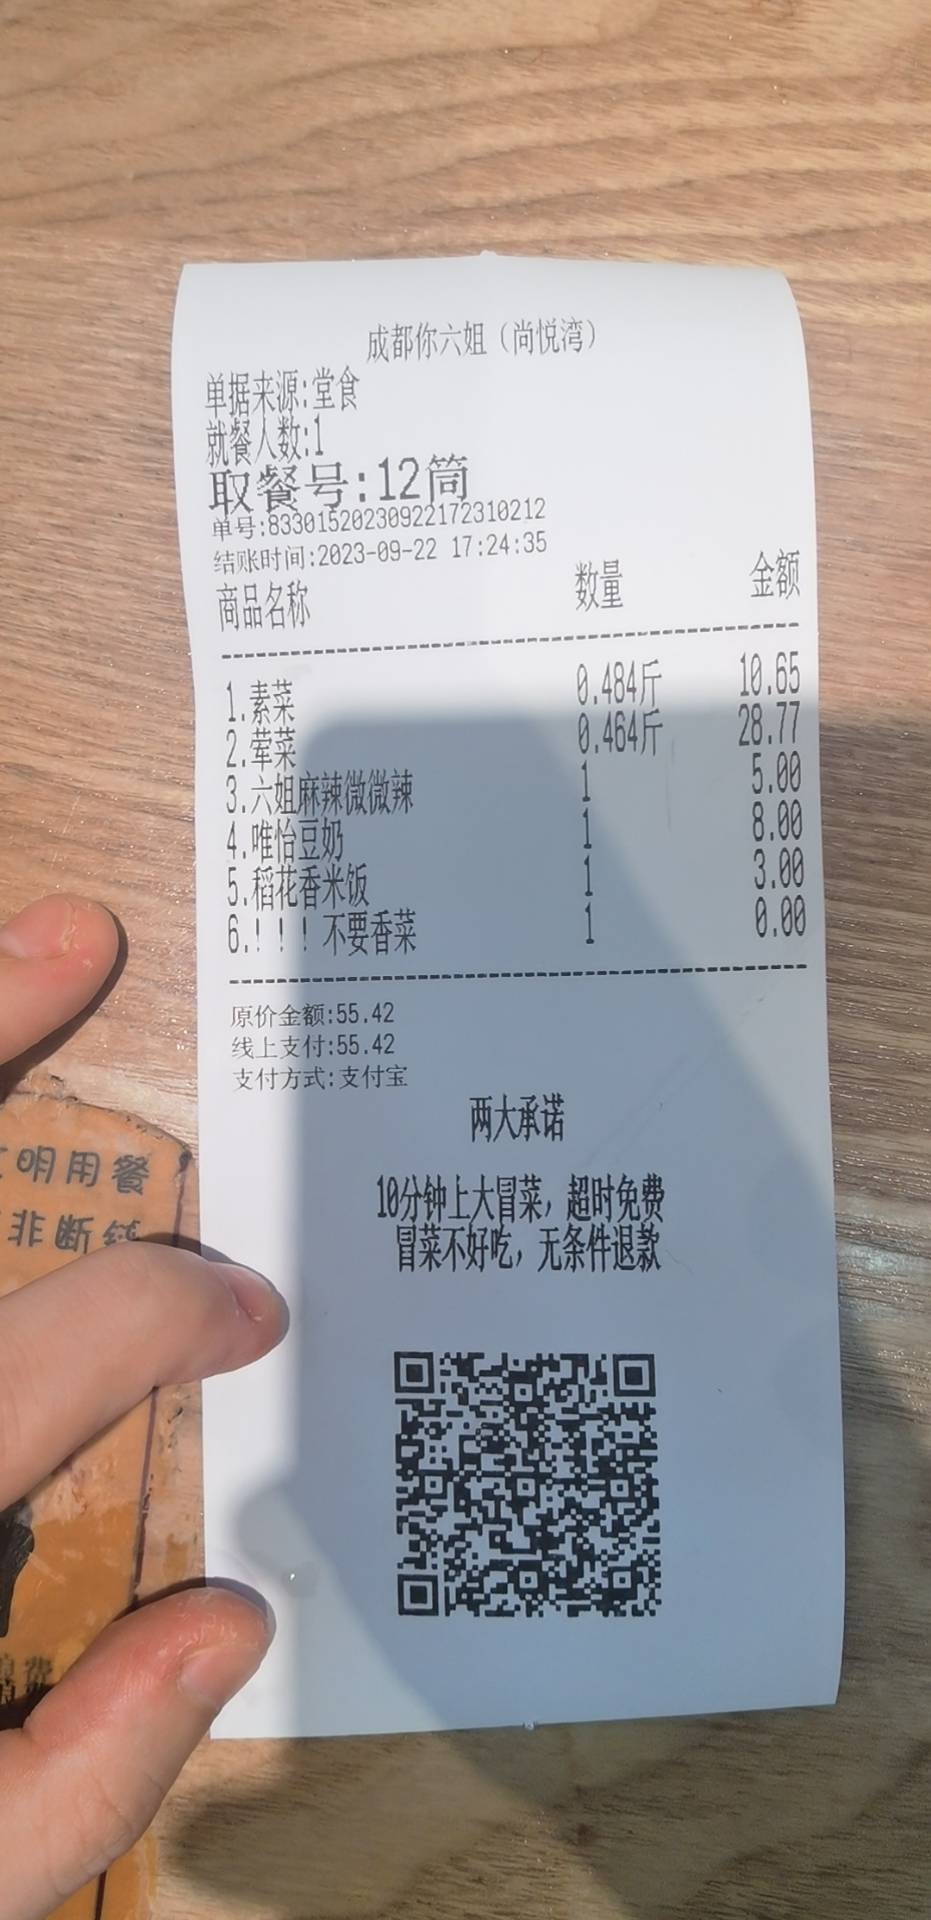 成都你六姐（尚悦湾）
单据来源:堂食
就餐人数:1
取餐号:12筒
单号:83301520230922172310212
结账时间:2023-09-22 17:24:35
商品名称 数量 金额
1.素菜 0.484斤 10.65
2.荤菜 0.464斤 28.77
3.六姐麻辣微微辣 1 5.00
4.唯怡豆奶 1 8.00
5.稻花香米饭 1 3.00
6.！！！不要香菜 1 0.00
原价金额:55.42
线上支付:55.42
支付方式:支付宝
两大承诺
10分钟上大冒菜，超时免费
冒菜不好吃，无条件退款
明用餐
非断
费